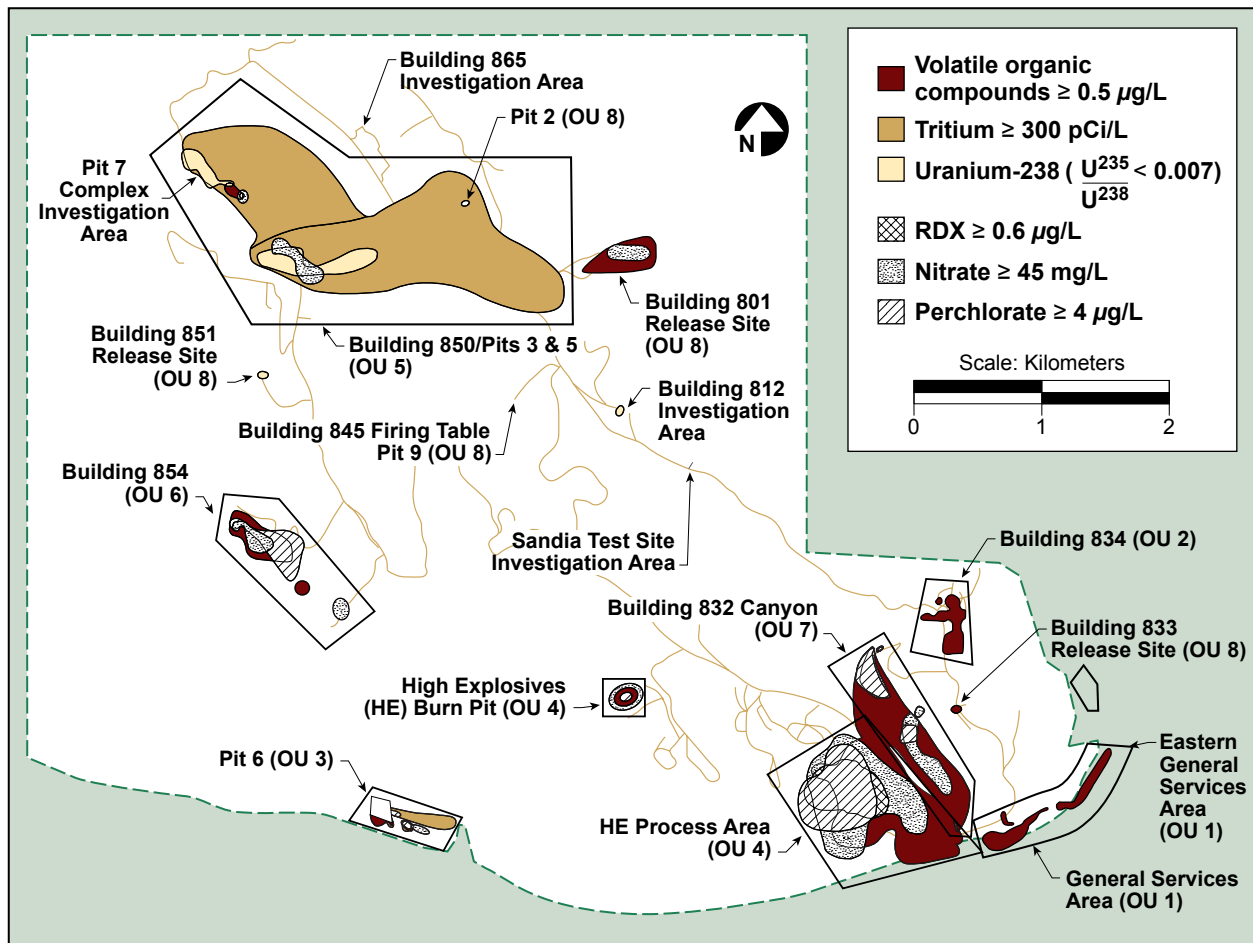 Building 865
Investigation Area
Pit 2 (OU 8)
N
Pit 7
Complex
Investigation
Area
Building 801
Release Site
(OU 8)
Building 851
Release Site
(OU 8)
Building 850/Pits 3 & 5
(OU 5)
Building 812
Investigation
Area
Building 845 Firing Table
Pit 9 (OU 8)
Building 854
(OU 6)
Sandia Test Site
Investigation Area
Building 834 (OU 2)
Building 832 Canyon
(OU 7)
Building 833
Release Site (OU 8)
High Explosives
(HE) Burn Pit (OU 4)
Pit 6 (OU 3)
Eastern
General
Services
Area
(OU 1)
HE Process Area
(OU 4)
General Services
Area (OU 1)
Volatile organic
compounds ≥ 0.5 µg/L
Tritium ≥ 300 pCi/L
Uranium-238 ( U²³⁵/U²³⁸ < 0.007)
RDX ≥ 0.6 µg/L
Nitrate ≥ 45 mg/L
Perchlorate ≥ 4 µg/L
Scale: Kilometers
0 1 2